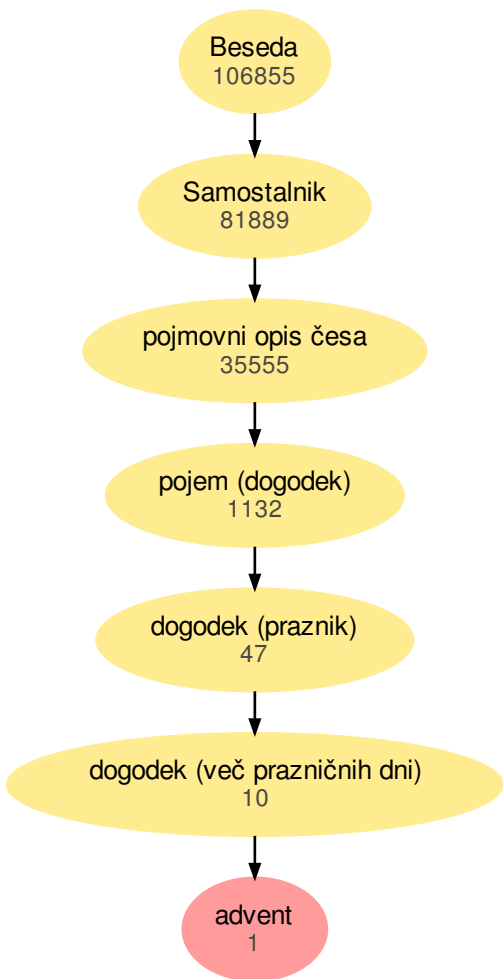 Beseda
106855
Samostalnik
81889
pojmovni opis česa
35555
pojem (dogodek)
1132
dogodek (praznik)
47
dogodek (več prazničnih dni)
10
advent
1